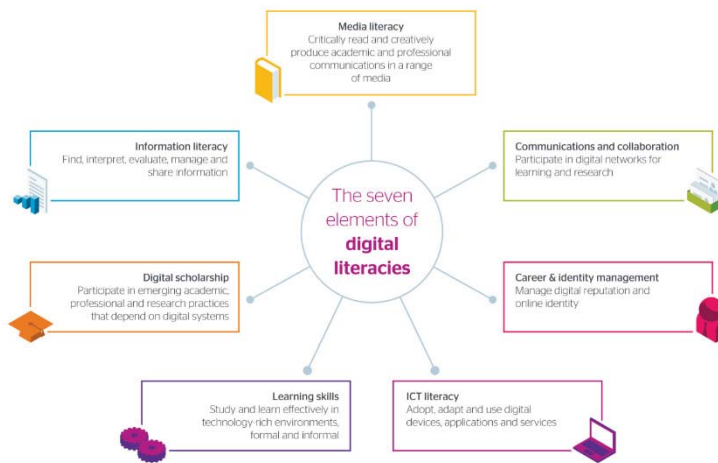 Media literacy
Critically read and creatively
produce academic and professional
communications in a range
of media
Information literacy
Find, interpret, evaluate, manage and
share information
Communications and collaboration
Participate in digital networks for
learning and research
The seven
elements of
digital
literacies
Digital scholarship
Participate in emerging academic,
professional and research practices
that depend on digital systems
Career & identity management
Manage digital reputation and
online identity
Learning skills
Study and learn effectively in
technology-rich environments,
formal and informal
ICT literacy
Adopt, adapt and use digital
devices, applications and services